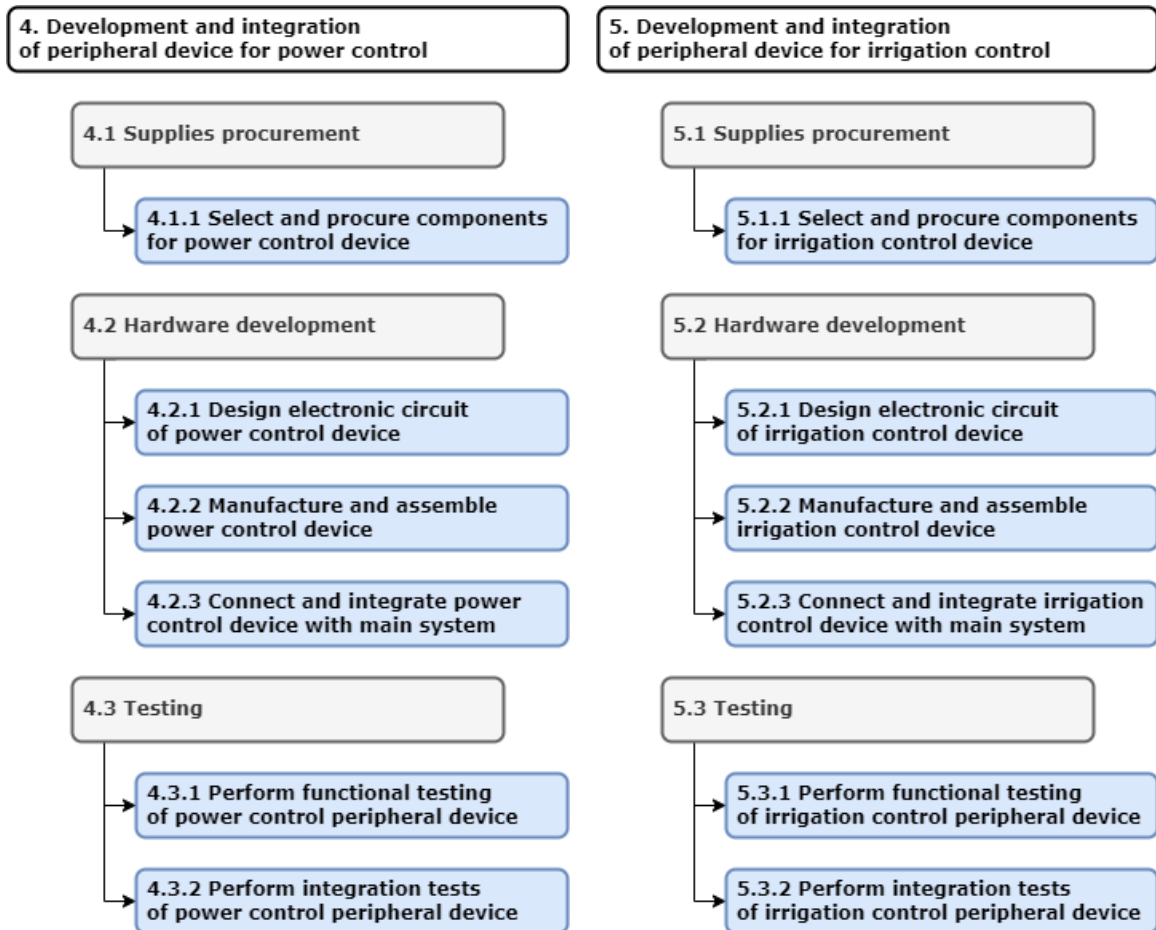 4. Development and integration
of peripheral device for power control
4.1 Supplies procurement
4.1.1 Select and procure components
for power control device
4.2 Hardware development
4.2.1 Design electronic circuit
of power control device
4.2.2 Manufacture and assemble
power control device
4.2.3 Connect and integrate power
control device with main system
4.3 Testing
4.3.1 Perform functional testing
of power control peripheral device
4.3.2 Perform integration tests
of power control peripheral device
5. Development and integration
of peripheral device for irrigation control
5.1 Supplies procurement
5.1.1 Select and procure components
for irrigation control device
5.2 Hardware development
5.2.1 Design electronic circuit
of irrigation control device
5.2.2 Manufacture and assemble
irrigation control device
5.2.3 Connect and integrate irrigation
control device with main system
5.3 Testing
5.3.1 Perform functional testing
of irrigation control peripheral device
5.3.2 Perform integration tests
of irrigation control peripheral device